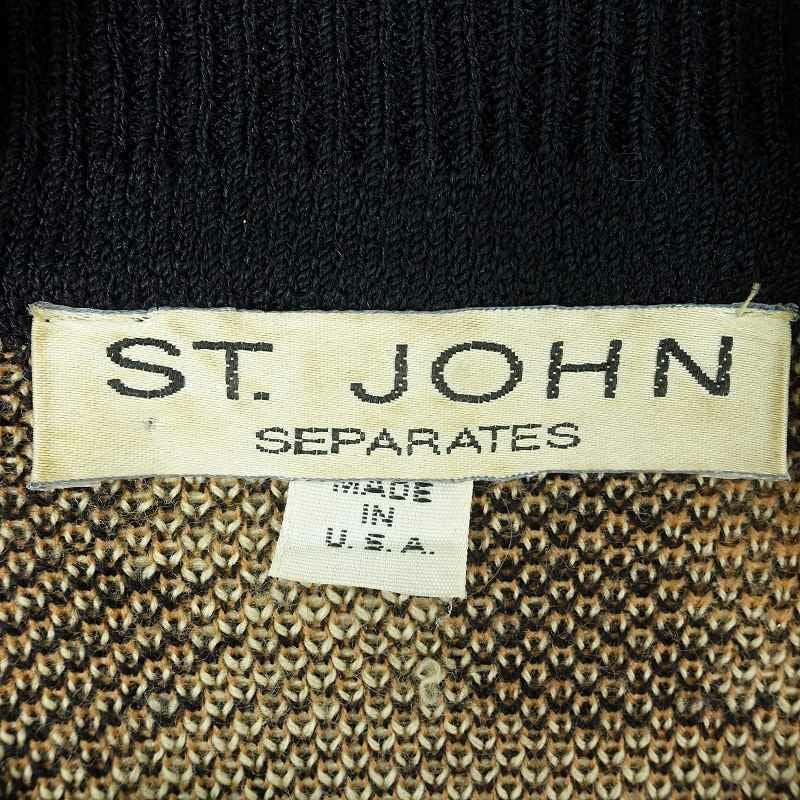 ST. JOHN
SEPARATES
MADE
IN
U.S.A.